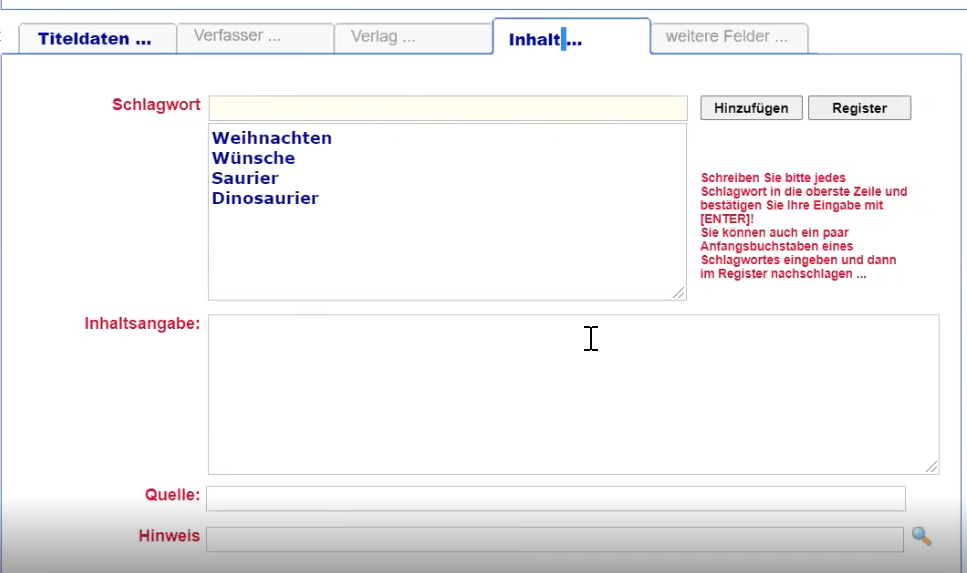 Titeldaten ... Verfasser ... Verlag ... Inhalt ... weitere Felder ...
Schlagwort Hinzufügen Register
Weihnachten
Wünsche
Saurier
Dinosaurier
Schreiben Sie bitte jedes
Schlagwort in die oberste Zeile und
bestätigen Sie Ihre Eingabe mit
[ENTER]!
Sie können auch ein paar
Anfangsbuchstaben eines
Schlagwortes eingeben und dann
im Register nachschlagen ...
Inhaltsangabe:
Quelle:
Hinweis